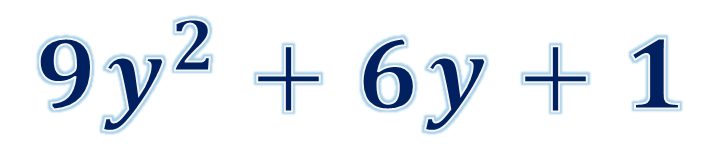 9y² + 6y + 1